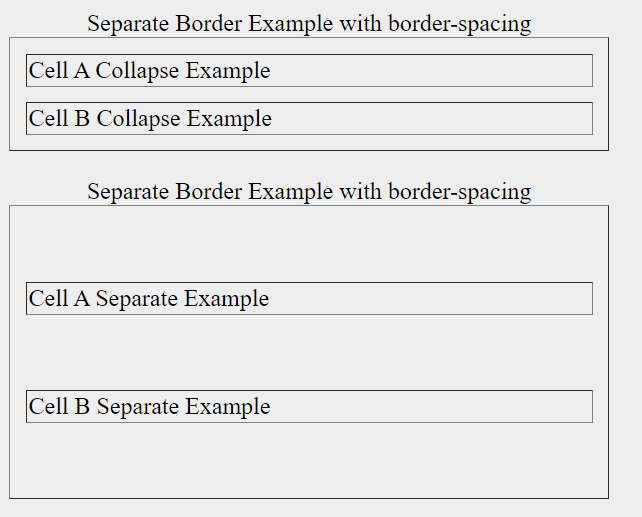 Separate Border Example with border-spacing
Cell A Collapse Example
Cell B Collapse Example
Separate Border Example with border-spacing
Cell A Separate Example
Cell B Separate Example